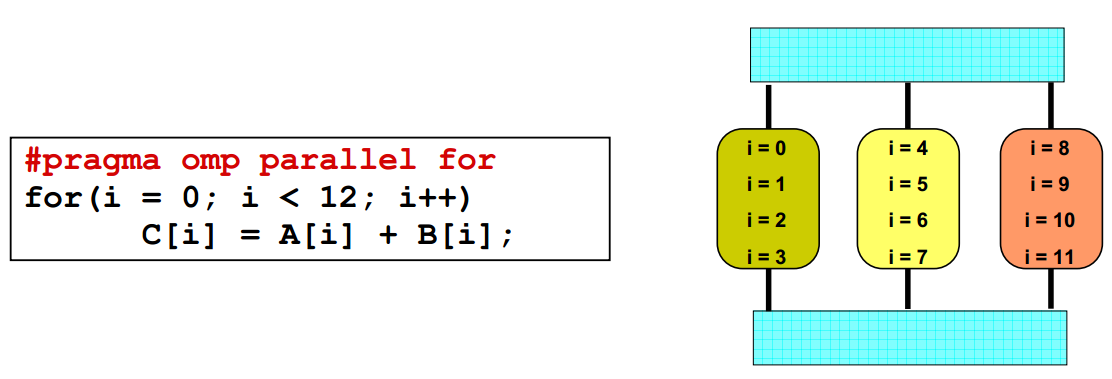 #pragma omp parallel for
for(i = 0; i < 12; i++)
C[i] = A[i] + B[i];
i = 0
i = 1
i = 2
i = 3
i = 4
i = 5
i = 6
i = 7
i = 8
i = 9
i = 10
i = 11